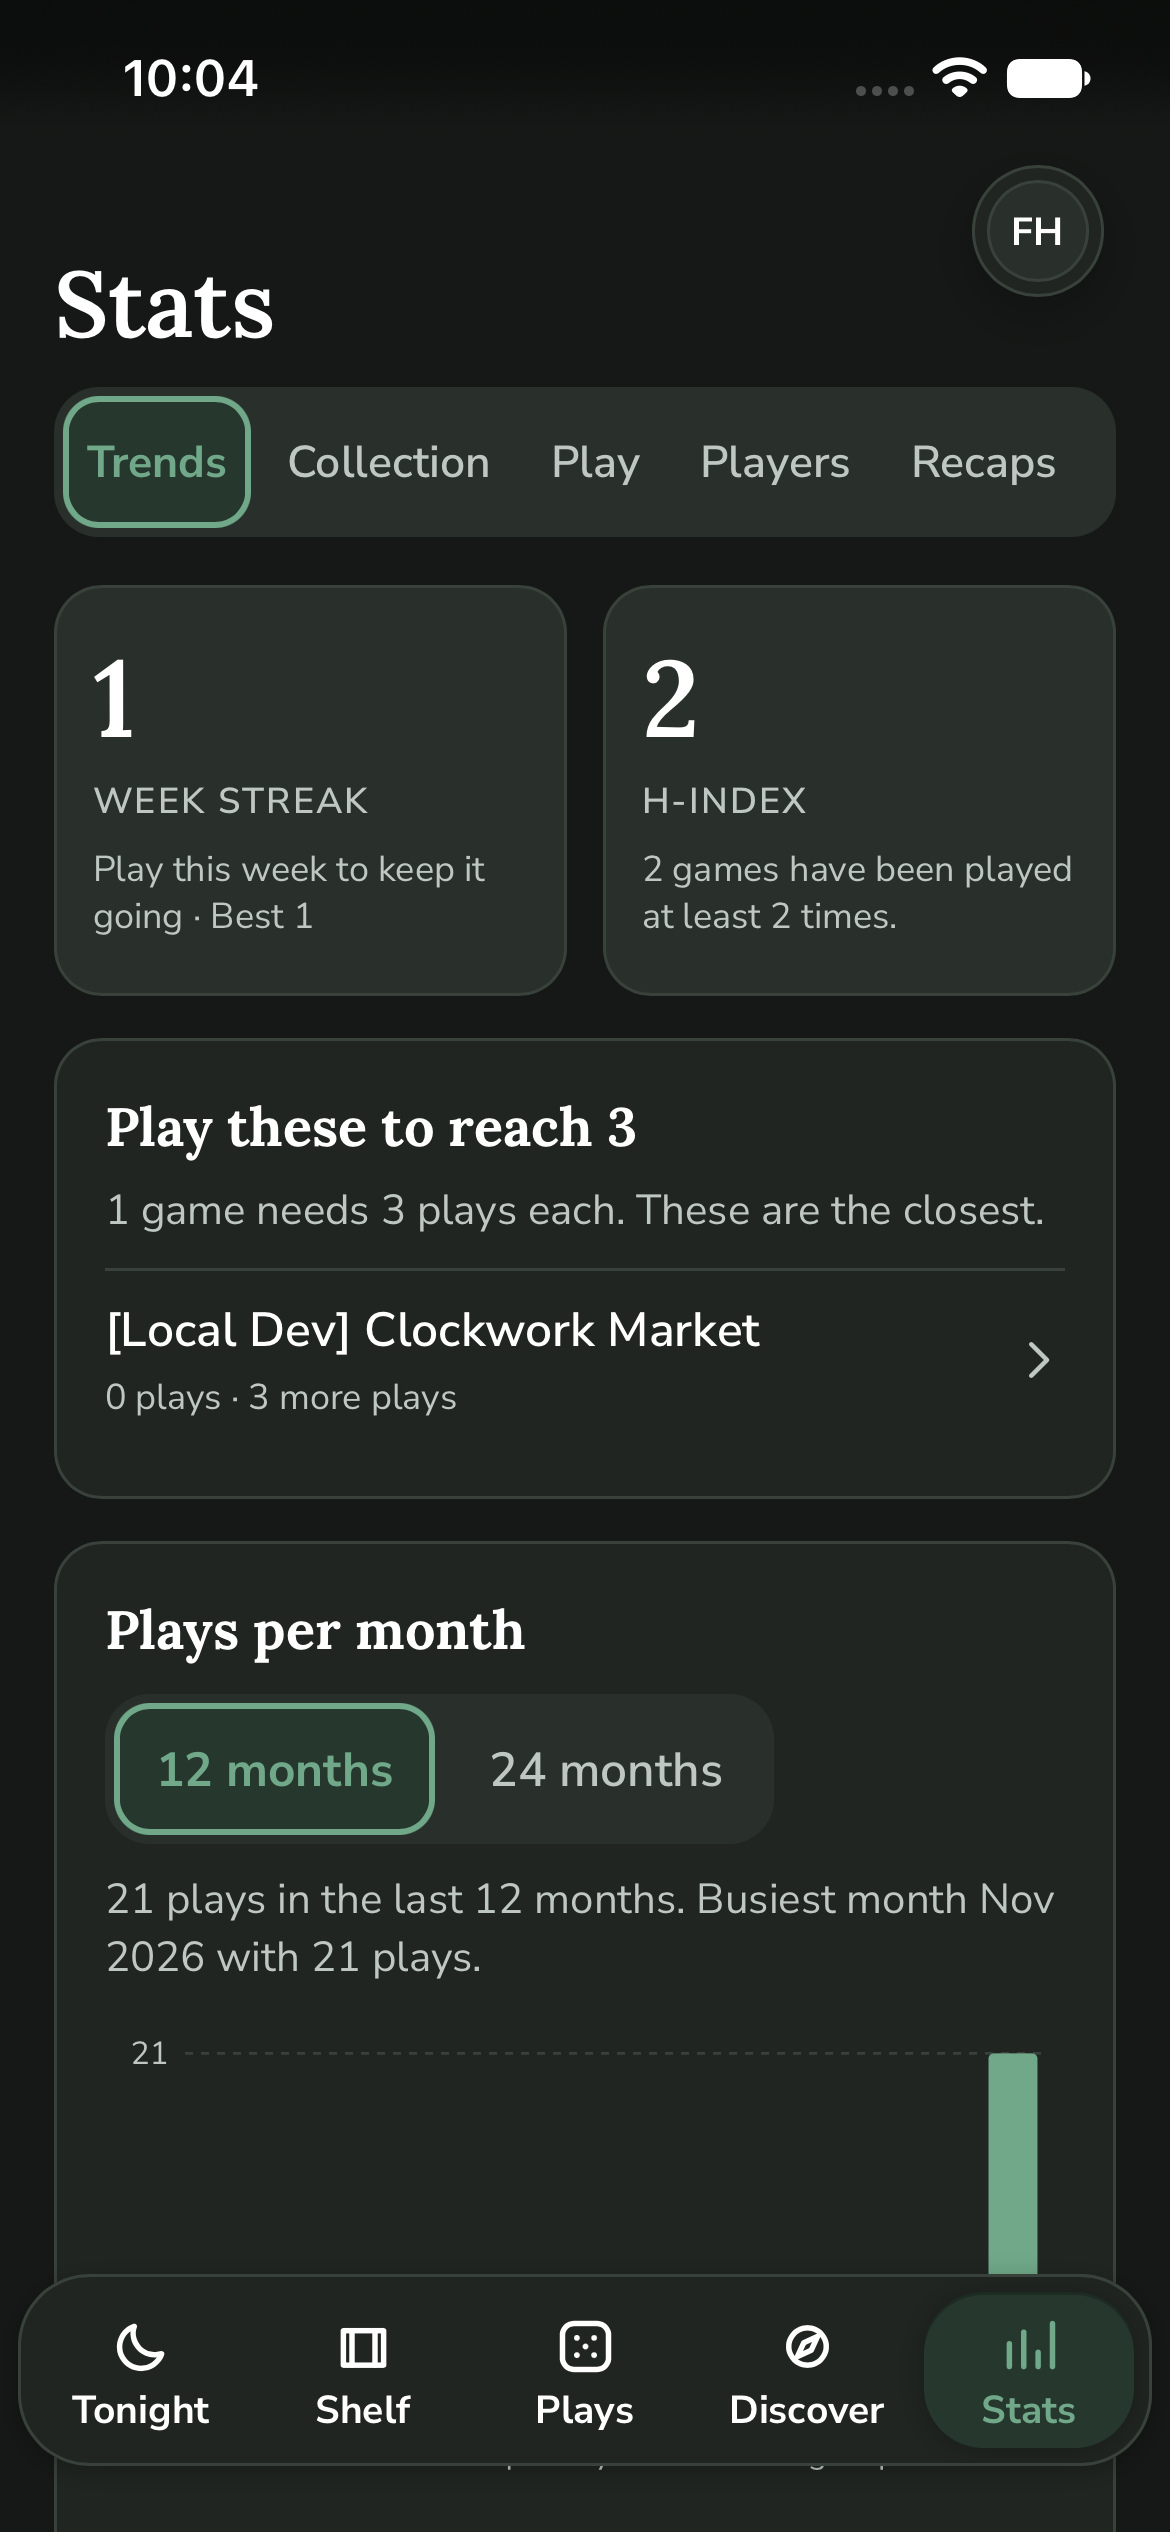 10:04
FH
Stats
Trends Collection Play Players Recaps
1
WEEK STREAK
Play this week to keep it
going · Best 1
2
H-INDEX
2 games have been played
at least 2 times.
Play these to reach 3
1 game needs 3 plays each. These are the closest.
[Local Dev] Clockwork Market
0 plays · 3 more plays
Plays per month
12 months 24 months
21 plays in the last 12 months. Busiest month Nov
2026 with 21 plays.
21
Tonight Shelf Plays Discover Stats